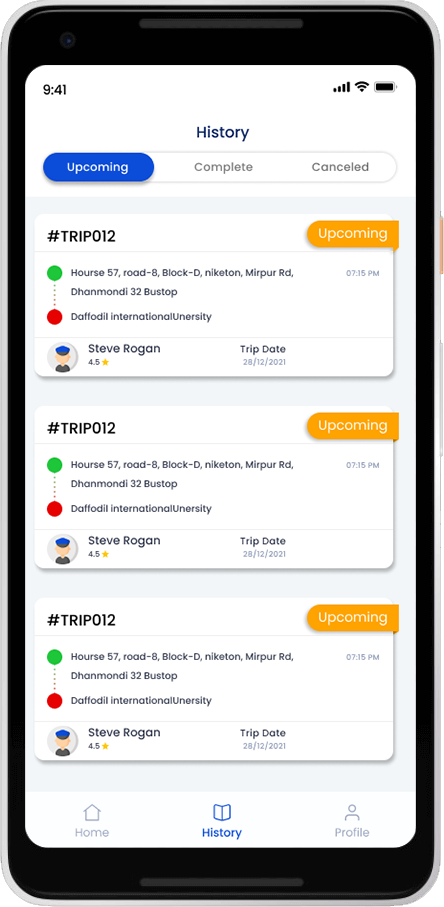 9:41
History
Upcoming
Complete
Canceled
#TRIP012
Upcoming
Hourse 57, road-8, Block-D, niketon, Mirpur Rd,
07:15 PM
Dhanmondi 32 Bustop
Daffodil internationalUnersity
Steve Rogan
Trip Date
4.5
28/12/2021
#TRIP012
Upcoming
Hourse 57, road-8, Block-D, niketon, Mirpur Rd,
07:15 PM
Dhanmondi 32 Bustop
Daffodil internationalUnersity
Steve Rogan
Trip Date
4.5
28/12/2021
#TRIP012
Upcoming
Hourse 57, road-8, Block-D, niketon, Mirpur Rd,
07:15 PM
Dhanmondi 32 Bustop
Daffodil internationalUnersity
Steve Rogan
Trip Date
4.5
28/12/2021
Home
History
Profile